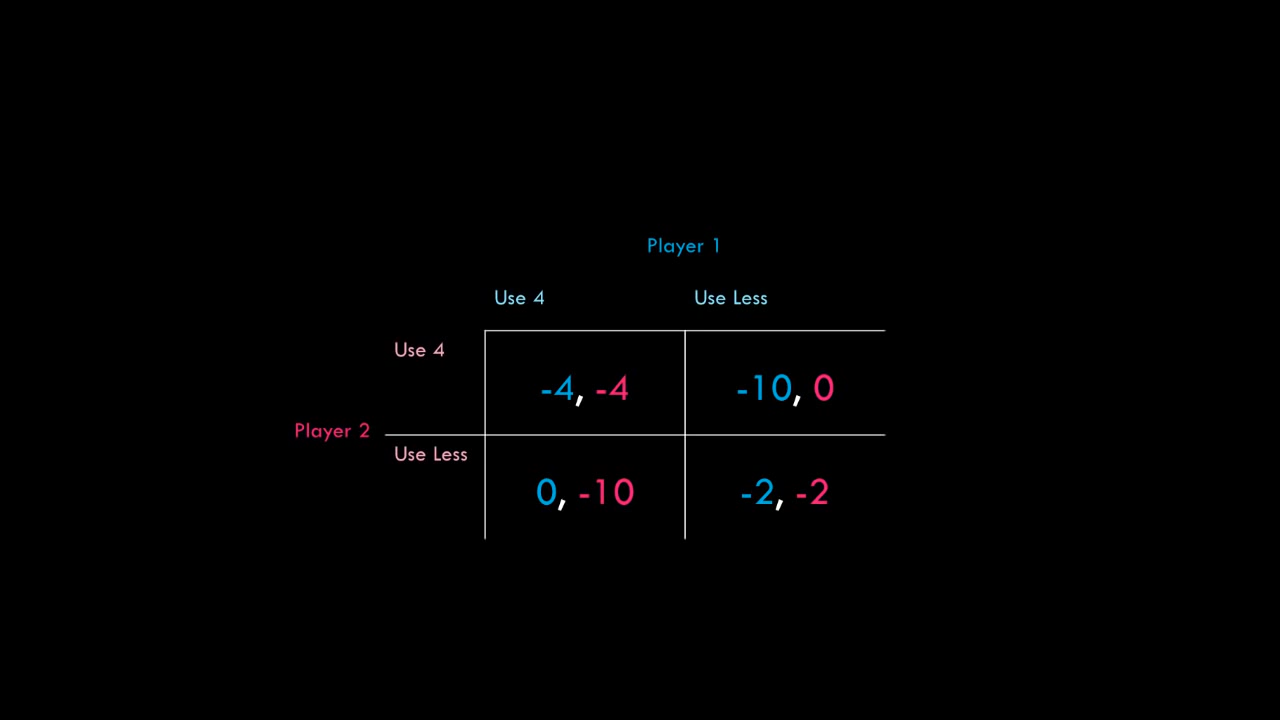 Player 1
Use 4 Use Less
Use 4
-4, -4 -10, 0
Player 2
Use Less
0, -10 -2, -2